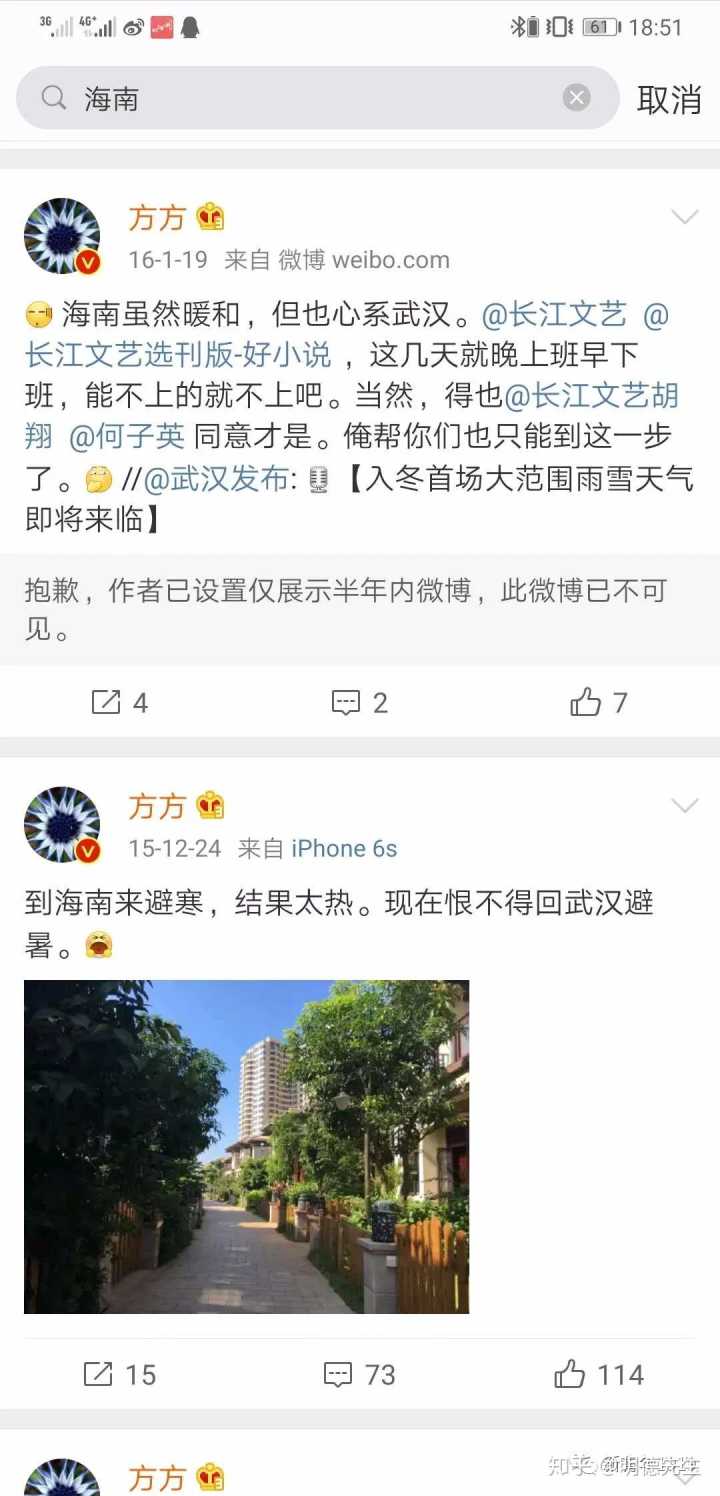 3G 4G+ 61 18:51
海南 取消
方方
16-1-19 来自 微博 weibo.com
海南虽然暖和，但也心系武汉。@长江文艺 @
长江文艺选刊版-好小说 ，这几天就晚上班早下
班，能不上的就不上吧。当然，得也@长江文艺胡
翔 @何子英 同意才是。俺帮你们也只能到这一步
了。//@武汉发布:【入冬首场大范围雨雪天气
即将来临】
抱歉，作者已设置仅展示半年内微博，此微博已不可
见。
4 2 7
方方
15-12-24 来自 iPhone 6s
到海南来避寒，结果太热。现在恨不得回武汉避
暑。
15 73 114
方方
知乎